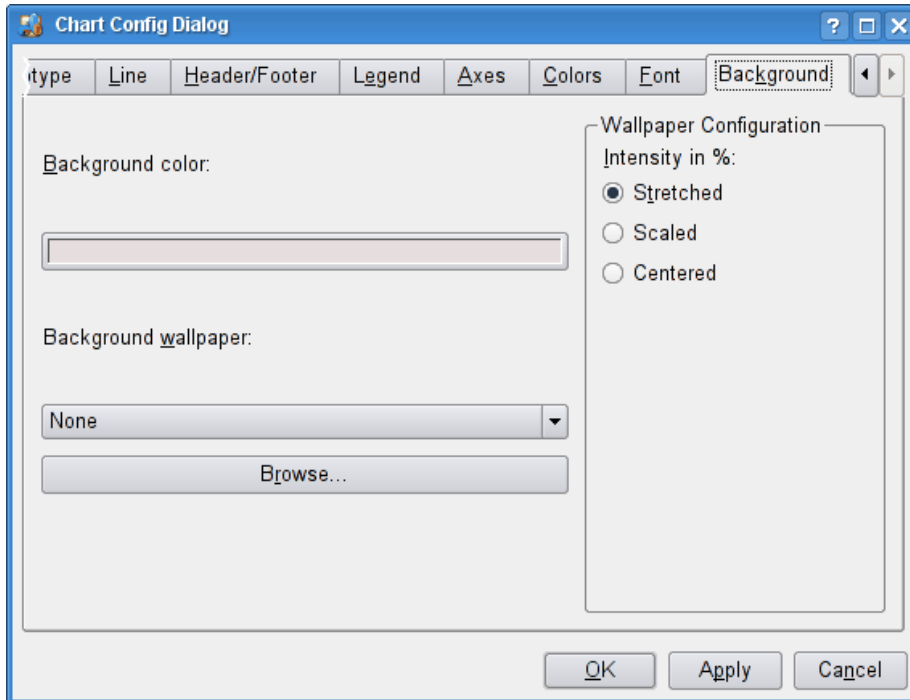 Chart Config Dialog
Line Header/Footer Legend Axes Colors Font Background
Wallpaper Configuration
Background color:
Intensity in %:
Stretched
Scaled
Centered
Background wallpaper:
None
Browse...
OK Apply Cancel